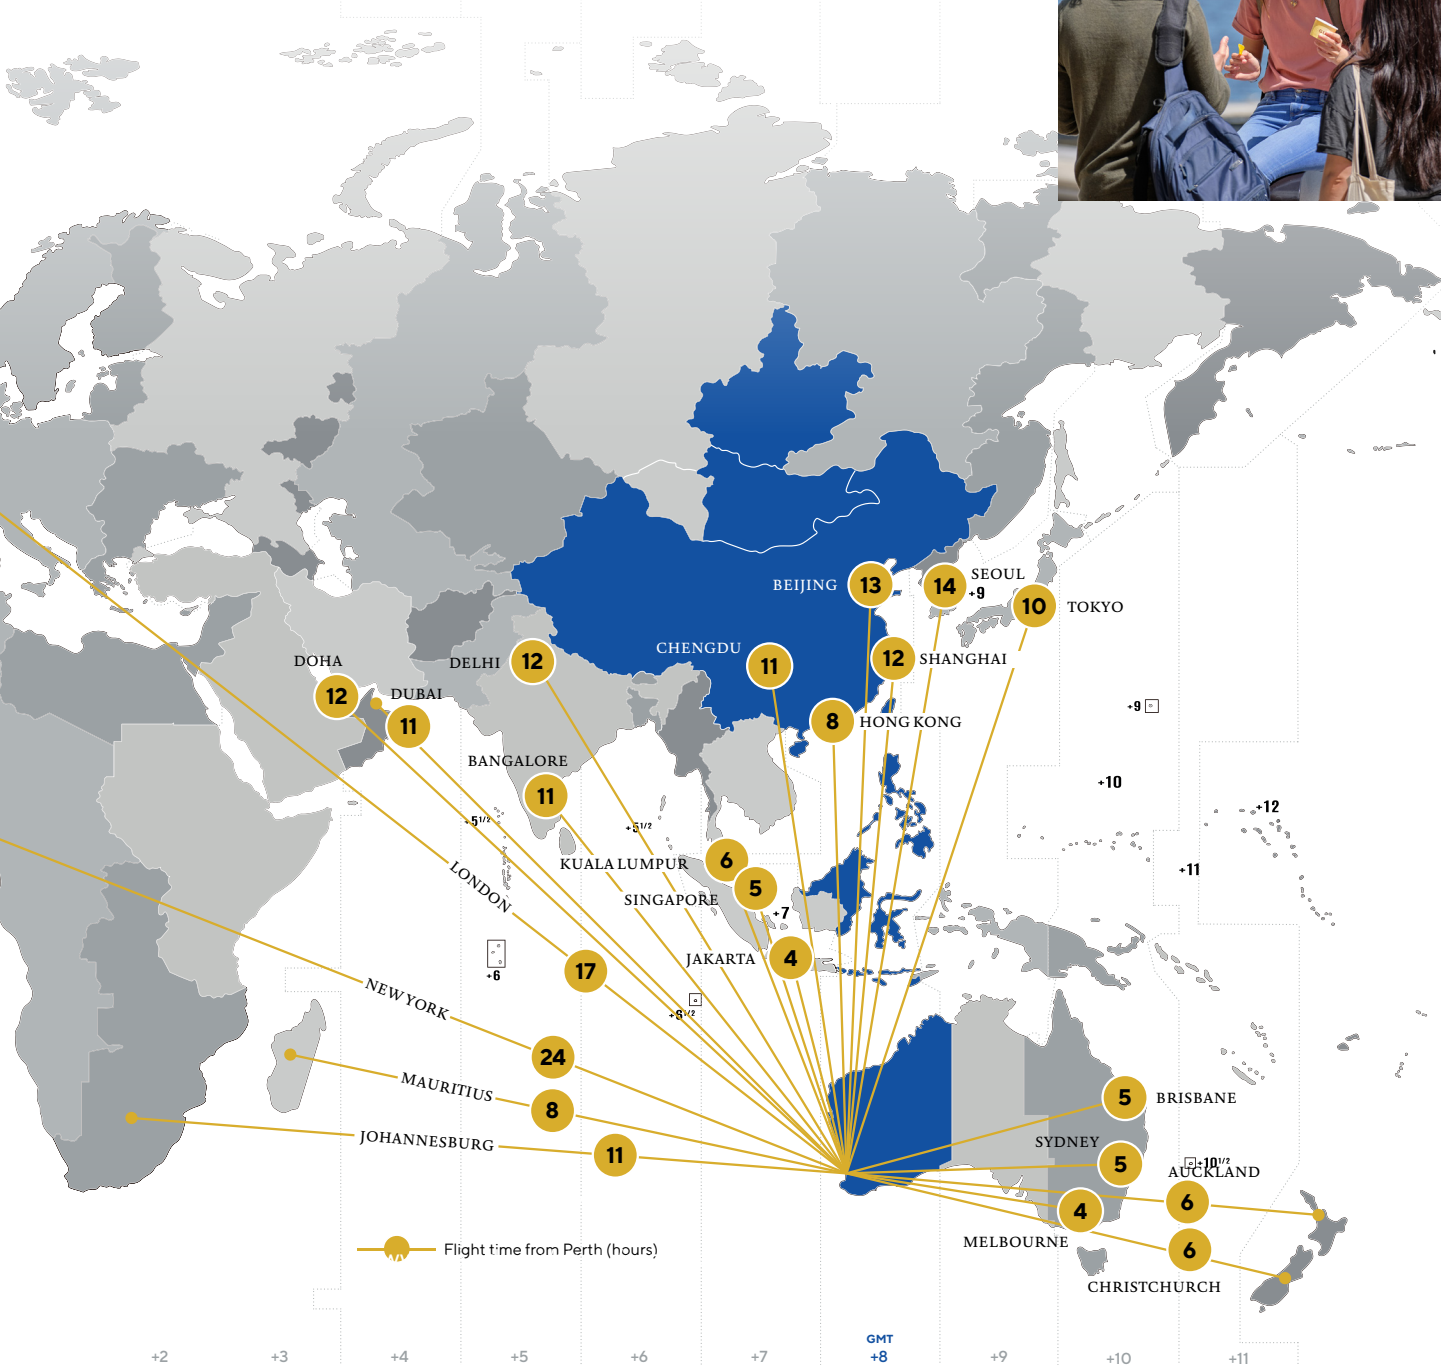 BEIJING
13
14
SEOUL
+9
10
TOKYO
CHENGDU
11
12
SHANGHAI
DOHA
12
DELHI
12
DUBAI
11
8
HONG KONG
+9
BANGALORE
11
+10
+12
+5 1/2
+5 1/2
KUALA LUMPUR
6
+11
LONDON
SINGAPORE
5
+7
JAKARTA
4
17
+6
+6 1/2
NEW YORK
24
MAURITIUS
8
5
BRISBANE
JOHANNESBURG
11
SYDNEY
5
+10 1/2
AUCKLAND
6
4
MELBOURNE
6
CHRISTCHURCH
Flight time from Perth (hours)
GMT
+2 +3 +4 +5 +6 +7 +8 +9 +10 +11